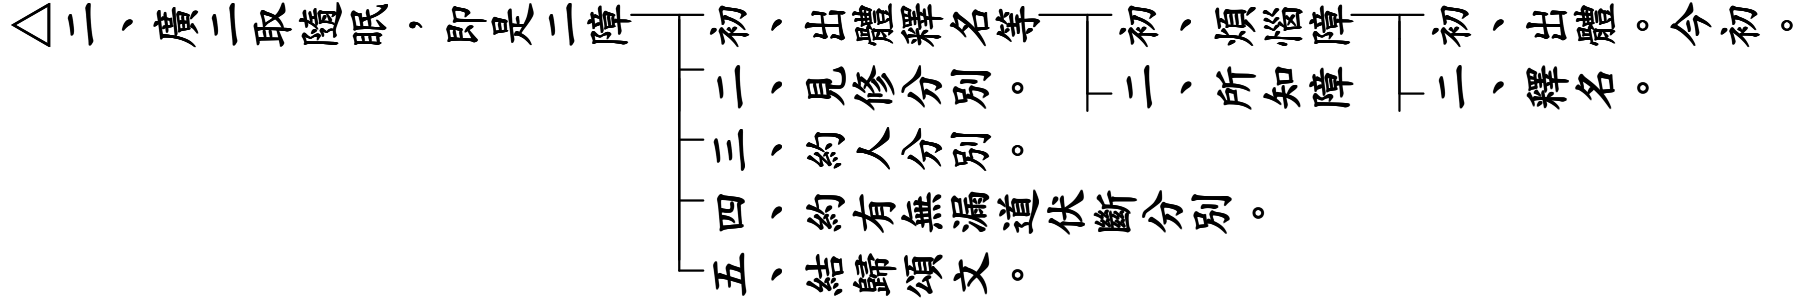 △二、廣二取隨眠,即是二障
初、出體釋名等
初、煩惱障
初、出體。今初。
二、釋名。
二、所知障
二、見修分別。
三、約人分別。
四、約有無漏道伏斷分別。
五、結歸頌文。